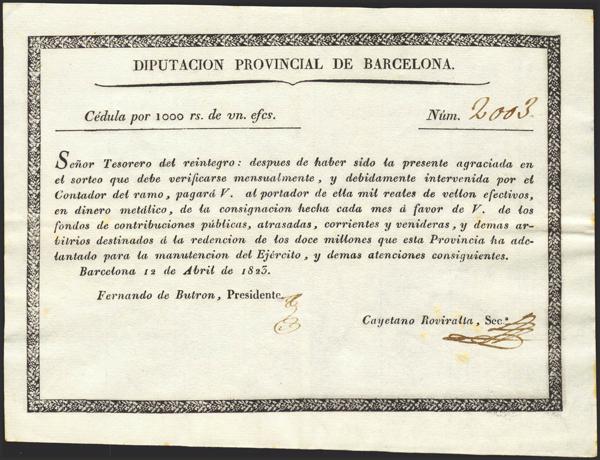 DIPUTACION PROVINCIAL DE BARCELONA.
Cédula por 1000 rs. de vn. efcs.
Núm. 2003.
Señor Tesorero del reintegro: despues de haber sido la presente agraciada en
el sorteo que debe verificarse mensualmente, y debidamente intervenida por el
Contador del ramo, pagará V. al portador de ella mil reales de vellon efectivos,
en dinero metálico, de la consignacion hecha cada mes á favor de V. de los
fondos de contribuciones públicas, atrasadas, corrientes y venideras, y demas ar-
bitrios destinados á la redencion de los doce millones que esta Provincia ha ade-
lantado para la manutencion del Ejército, y demas atenciones consiguientes.
Barcelona 12 de Abril de 1823.
Fernando de Butron, Presidente
Cayetano Roviralta, Sec.º